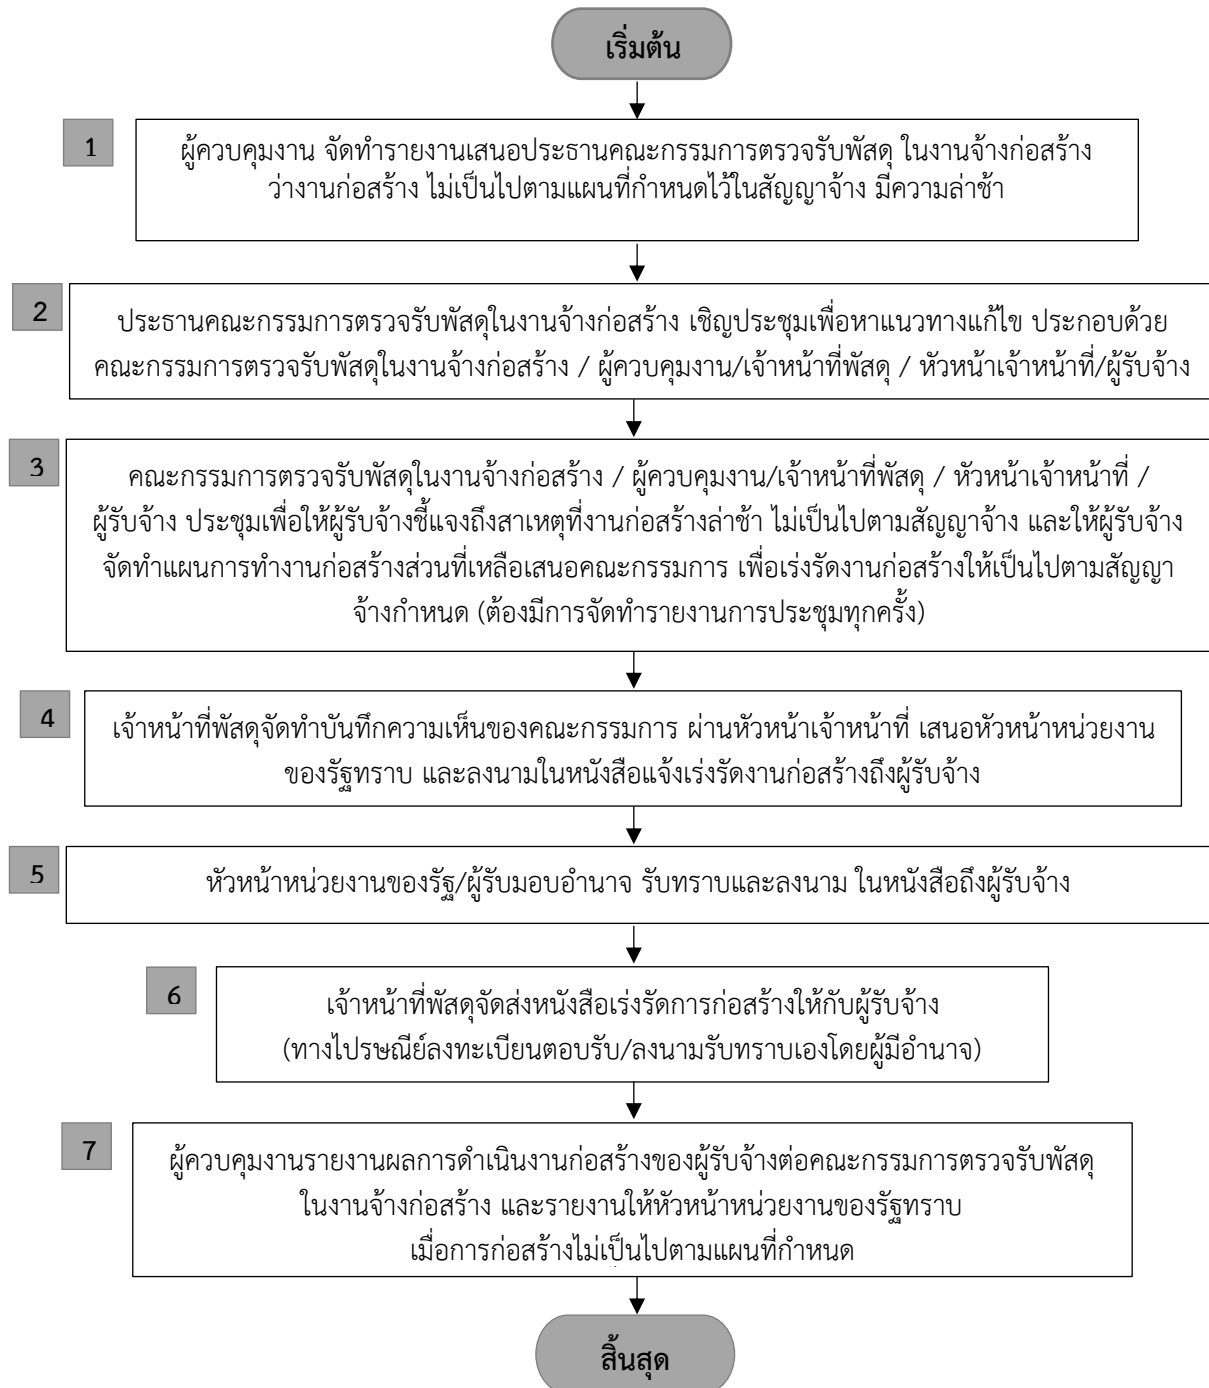 เริ่มต้น
1
ผู้ควบคุมงาน จัดทำรายงานเสนอประธานคณะกรรมการตรวจรับพัสดุ ในงานจ้างก่อสร้าง
ว่างานก่อสร้าง ไม่เป็นไปตามแผนที่กำหนดไว้ในสัญญาจ้าง มีความล่าช้า
2
ประธานคณะกรรมการตรวจรับพัสดุในงานจ้างก่อสร้าง เชิญประชุมเพื่อหาแนวทางแก้ไข ประกอบด้วย
คณะกรรมการตรวจรับพัสดุในงานจ้างก่อสร้าง / ผู้ควบคุมงาน/เจ้าหน้าที่พัสดุ / หัวหน้าเจ้าหน้าที่/ผู้รับจ้าง
3
คณะกรรมการตรวจรับพัสดุในงานจ้างก่อสร้าง / ผู้ควบคุมงาน/เจ้าหน้าที่พัสดุ / หัวหน้าเจ้าหน้าที่ /
ผู้รับจ้าง ประชุมเพื่อให้ผู้รับจ้างชี้แจงถึงสาเหตุที่งานก่อสร้างล่าช้า ไม่เป็นไปตามสัญญาจ้าง และให้ผู้รับจ้าง
จัดทำแผนการทำงานก่อสร้างส่วนที่เหลือเสนอคณะกรรมการ เพื่อเร่งรัดงานก่อสร้างให้เป็นไปตามสัญญา
จ้างกำหนด (ต้องมีการจัดทำรายงานการประชุมทุกครั้ง)
4
เจ้าหน้าที่พัสดุจัดทำบันทึกความเห็นของคณะกรรมการ ผ่านหัวหน้าเจ้าหน้าที่ เสนอหัวหน้าหน่วยงาน
ของรัฐทราบ และลงนามในหนังสือแจ้งเร่งรัดงานก่อสร้างถึงผู้รับจ้าง
5
หัวหน้าหน่วยงานของรัฐ/ผู้รับมอบอำนาจ รับทราบและลงนาม ในหนังสือถึงผู้รับจ้าง
6
เจ้าหน้าที่พัสดุจัดส่งหนังสือเร่งรัดการก่อสร้างให้กับผู้รับจ้าง
(ทางไปรษณีย์ลงทะเบียนตอบรับ/ลงนามรับทราบเองโดยผู้มีอำนาจ)
7
ผู้ควบคุมงานรายงานผลการดำเนินงานก่อสร้างของผู้รับจ้างต่อคณะกรรมการตรวจรับพัสดุ
ในงานจ้างก่อสร้าง และรายงานให้หัวหน้าหน่วยงานของรัฐทราบ
เมื่อการก่อสร้างไม่เป็นไปตามแผนที่กำหนด
สิ้นสุด